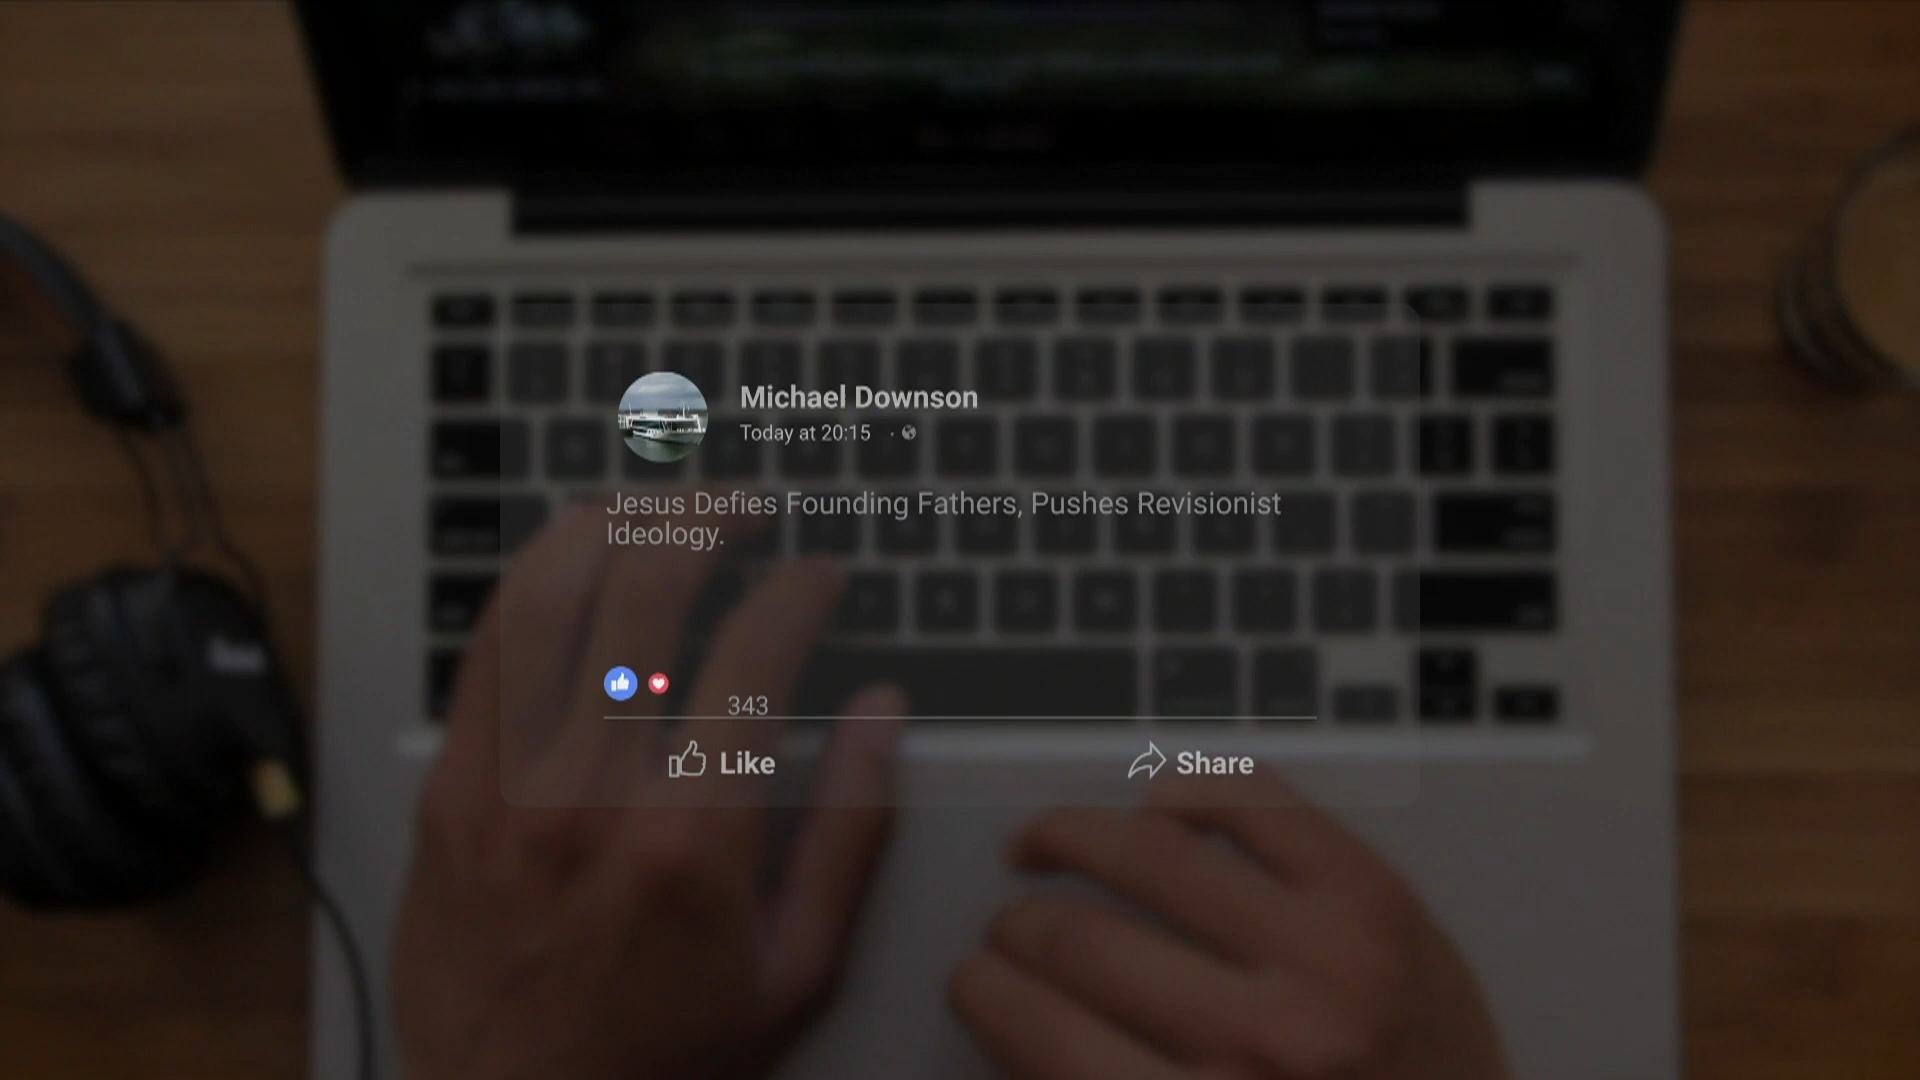 Michael Downson
Today at 20:15 ·
Jesus Defies Founding Fathers, Pushes Revisionist
Ideology.
343
Like
Share